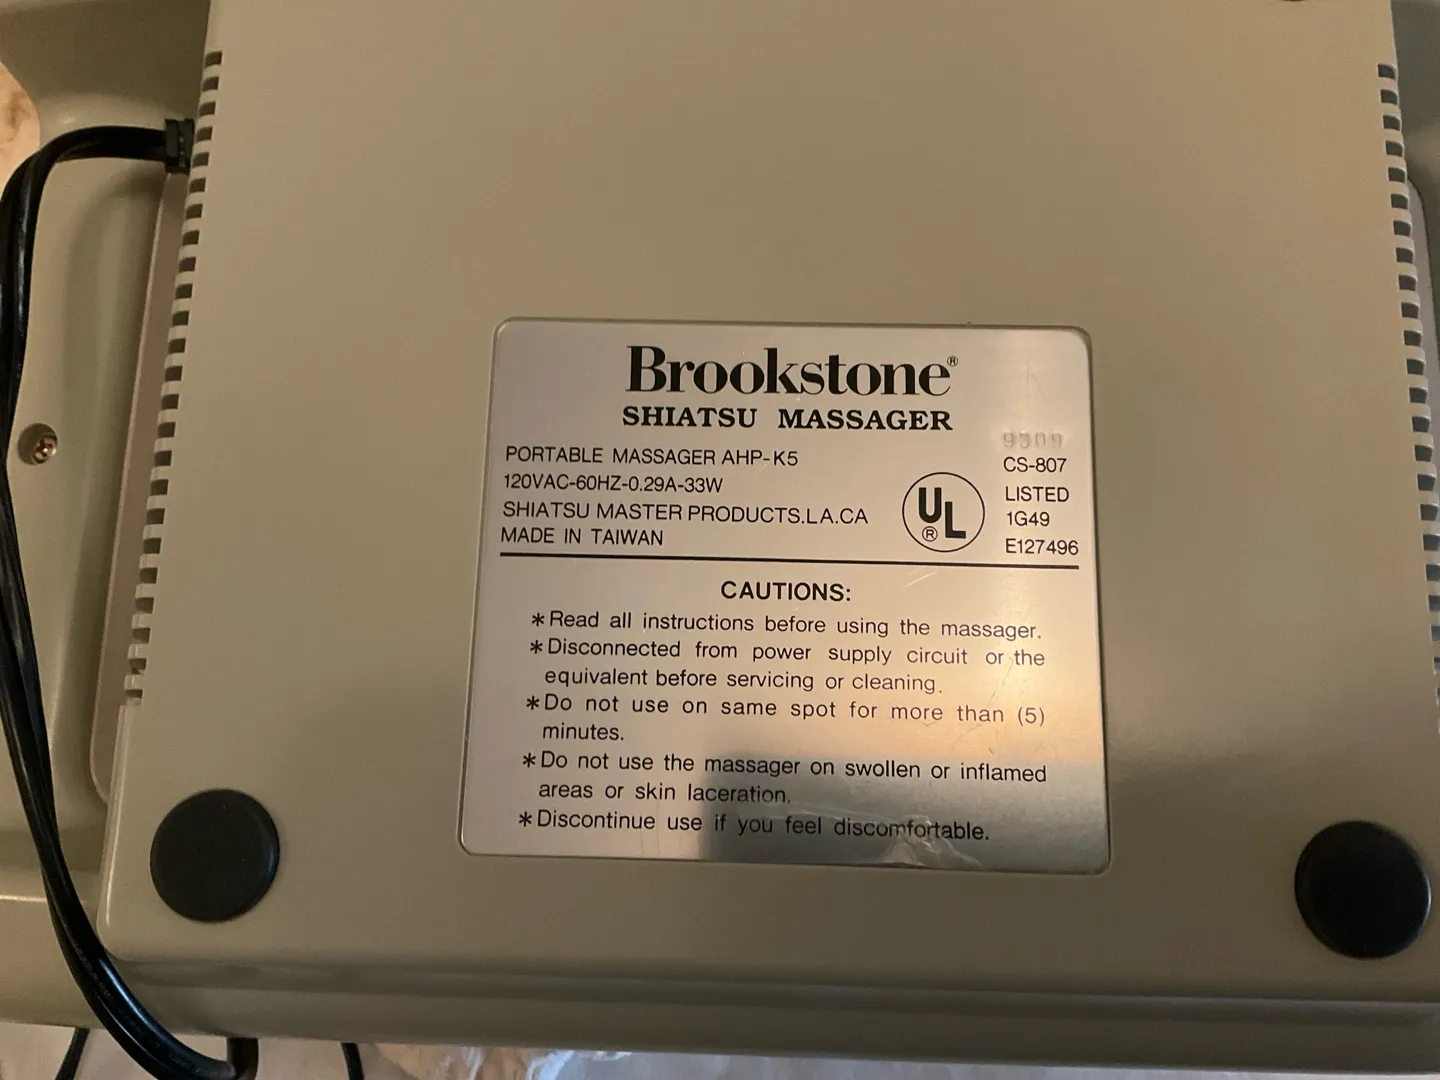 Brookstone®
SHIATSU MASSAGER
9309
PORTABLE MASSAGER AHP-K5
CS-807
120VAC-60HZ-0.29A-33W
LISTED
SHIATSU MASTER PRODUCTS.LA.CA
UL®
1G49
MADE IN TAIWAN
E127496
CAUTIONS:
*Read all instructions before using the massager.
*Disconnected from power supply circuit or the
equivalent before servicing or cleaning.
*Do not use on same spot for more than (5)
minutes.
*Do not use the massager on swollen or inflamed
areas or skin laceration.
*Discontinue use if you feel discomfortable.